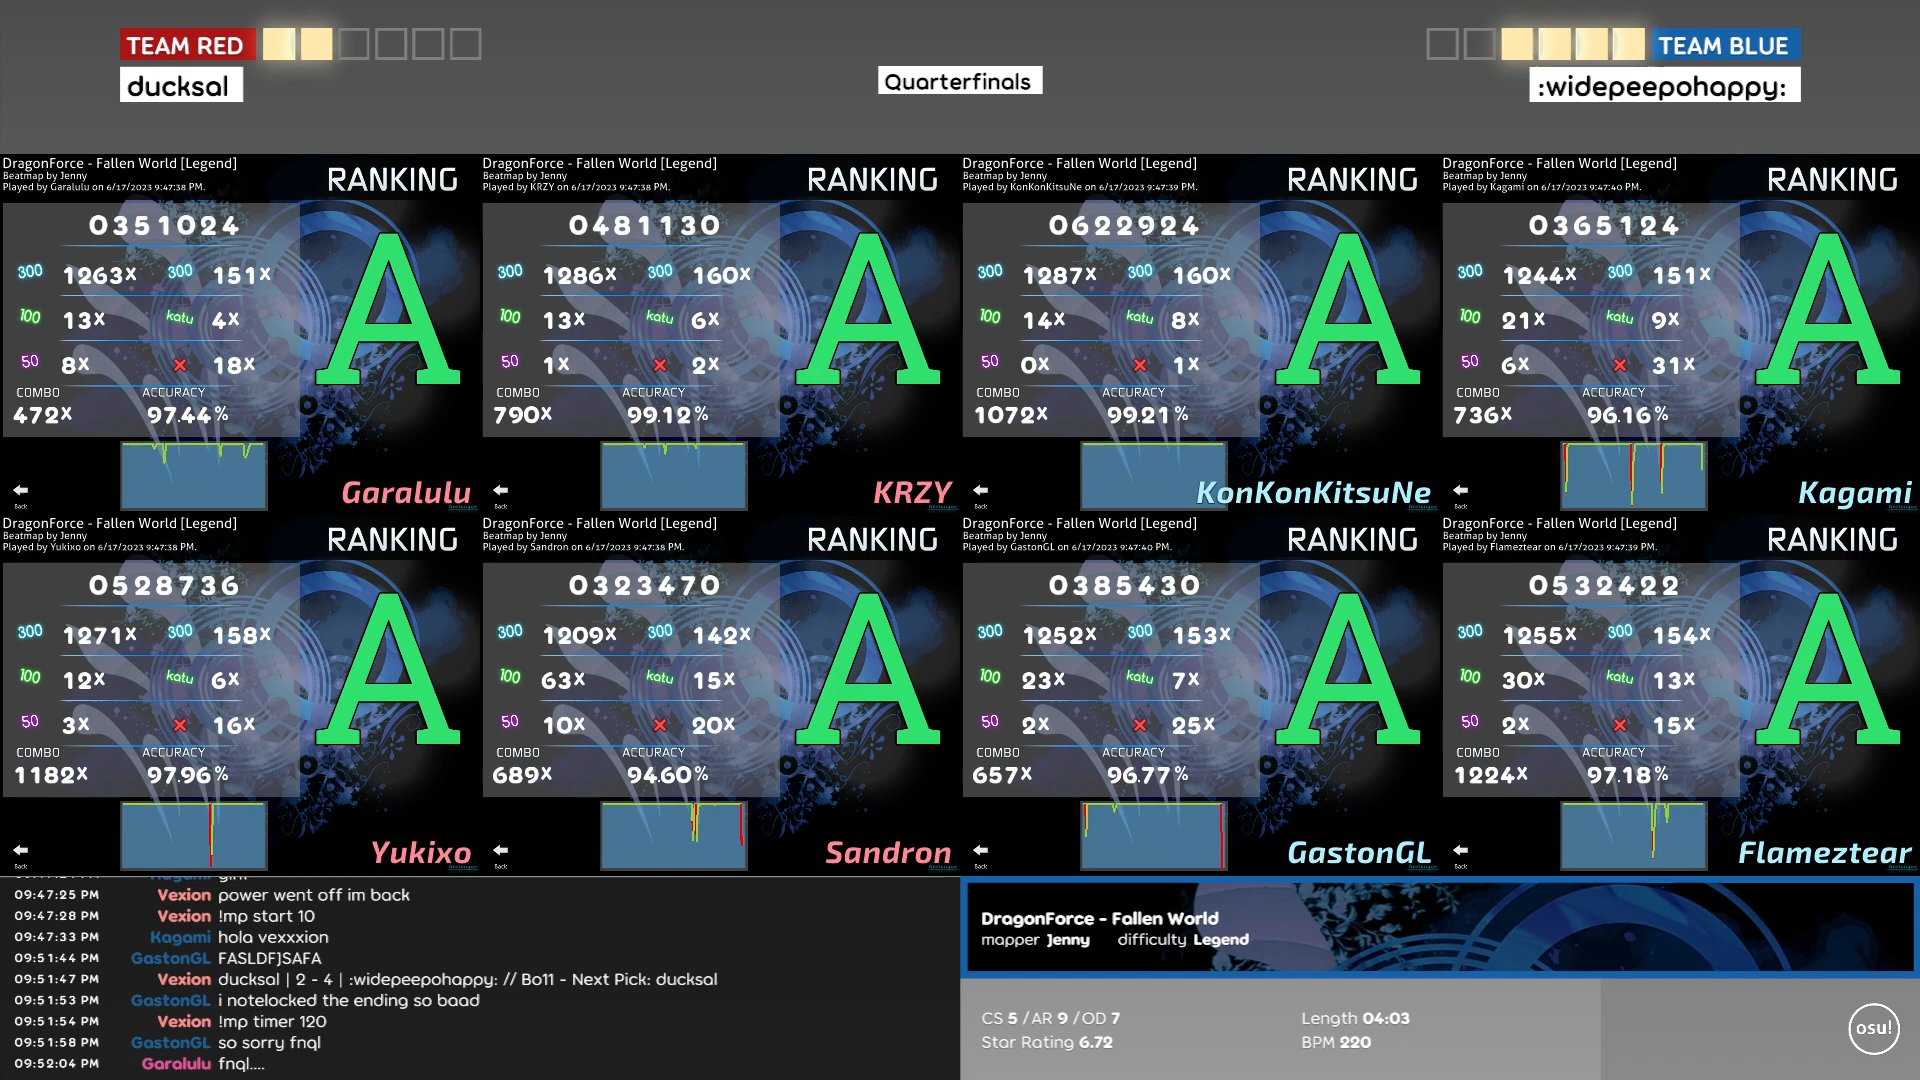 TEAM RED
ducksal
Quarterfinals
TEAM BLUE
:widepeepohappy:
DragonForce - Fallen World [Legend]
Beatmap by Jenny
Played by Garalulu on 6/17/2023 9:47:38 PM.
RANKING
0351024
300 1263x 300 151x
100 13x katu 4x
50 8x 18x
COMBO ACCURACY
472x 97.44%
Back
Garalulu
DragonForce - Fallen World [Legend]
Beatmap by Jenny
Played by KRZY on 6/17/2023 9:47:38 PM.
RANKING
0481130
300 1286x 300 160x
100 13x katu 6x
50 1x 2x
COMBO ACCURACY
790x 99.12%
Back
KRZY
DragonForce - Fallen World [Legend]
Beatmap by Jenny
Played by KonKonKitsuNe on 6/17/2023 9:47:39 PM.
RANKING
0622924
300 1287x 300 160x
100 14x katu 8x
50 0x 1x
COMBO ACCURACY
1072x 99.21%
Back
KonKonKitsuNe
DragonForce - Fallen World [Legend]
Beatmap by Jenny
Played by Kagami on 6/17/2023 9:47:40 PM.
RANKING
0365124
300 1244x 300 151x
100 21x katu 9x
50 6x 31x
COMBO ACCURACY
736x 96.16%
Back
Kagami
DragonForce - Fallen World [Legend]
Beatmap by Jenny
Played by Yukixo on 6/17/2023 9:47:38 PM.
RANKING
0528736
300 1271x 300 158x
100 12x katu 6x
50 3x 16x
COMBO ACCURACY
1182x 97.96%
Back
Yukixo
DragonForce - Fallen World [Legend]
Beatmap by Jenny
Played by Sandron on 6/17/2023 9:47:38 PM.
RANKING
0323470
300 1209x 300 142x
100 63x katu 15x
50 10x 20x
COMBO ACCURACY
689x 94.60%
Back
Sandron
DragonForce - Fallen World [Legend]
Beatmap by Jenny
Played by GastonGL on 6/17/2023 9:47:40 PM.
RANKING
0385430
300 1252x 300 153x
100 23x katu 7x
50 2x 25x
COMBO ACCURACY
657x 96.77%
Back
GastonGL
DragonForce - Fallen World [Legend]
Beatmap by Jenny
Played by Flameztear on 6/17/2023 9:47:39 PM.
RANKING
0532422
300 1255x 300 154x
100 30x katu 13x
50 2x 15x
COMBO ACCURACY
1224x 97.18%
Back
Flameztear
09:47:25 PM Vexion power went off im back
09:47:28 PM Vexion !mp start 10
09:47:33 PM Kagami hola vexxxion
09:51:44 PM GastonGL FASLDFJSAFA
09:51:47 PM Vexion ducksal | 2 - 4 | :widepeepohappy: // Bo11 - Next Pick: ducksal
09:51:53 PM GastonGL i notelocked the ending so baad
09:51:54 PM Vexion !mp timer 120
09:51:58 PM GastonGL so sorry fnql
09:52:04 PM Garalulu fnql....
DragonForce - Fallen World
mapper Jenny difficulty Legend
CS 5 / AR 9 / OD 7
Star Rating 6.72
Length 04:03
BPM 220
osu!